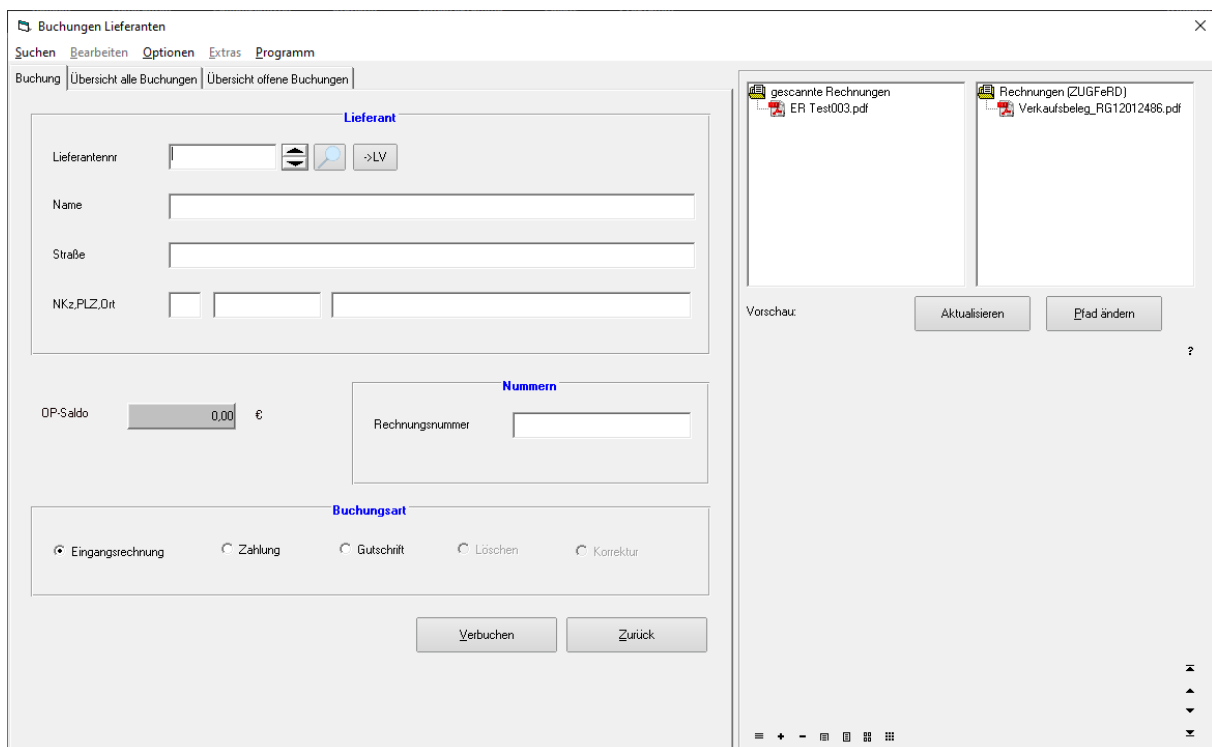 Buchungen Lieferanten
Suchen Bearbeiten Optionen Extras Programm
Buchung Übersicht alle Buchungen Übersicht offene Buchungen
Lieferant
Lieferantennr
->LV
Name
Straße
NKz,PLZ,Ort
OP-Saldo 0,00 €
Nummern
Rechnungsnummer
Buchungsart
Eingangsrechnung Zahlung Gutschrift Löschen Korrektur
Verbuchen Zurück
gescannte Rechnungen
ER Test003.pdf
Rechnungen (ZUGFeRD)
Verkaufsbeleg_RG12012486.pdf
Vorschau: Aktualisieren Pfad ändern
?